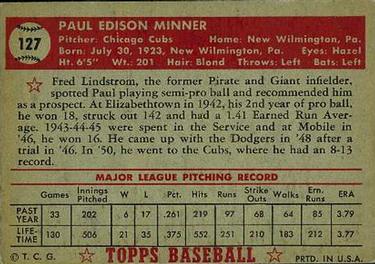 127
PAUL EDISON MINNER
Pitcher: Chicago Cubs Home: New Wilmington, Pa.
Born: July 30, 1923, New Wilmington, Pa. Eyes: Hazel
Ht. 6'5" Wt.: 201 Hair: Blond Throws: Left Bats: Left
Fred Lindstrom, the former Pirate and Giant infielder,
spotted Paul playing semi-pro ball and recommended him
as a prospect. At Elizabethtown in 1942, his 2nd year of pro ball,
he won 18, struck out 142 and had a 1.41 Earned Run Aver-
age. 1943-44-45 were spent in the Service and at Mobile in
'46, he won 16. He came up with the Dodgers in '48 after a
trial in '46. In '50, he went to the Cubs, where he had an 8-13
record.
MAJOR LEAGUE PITCHING RECORD
Games Innings Pitched W L Pct. Hits Runs Strike Outs Walks Ern. Runs ERA
PAST YEAR 33 202 6 17 .261 219 97 68 64 85 3.79
LIFE-TIME 130 506 21 35 .375 552 251 210 183 212 3.77
© T. C. G. TOPPS BASEBALL PRTD. IN U.S.A.